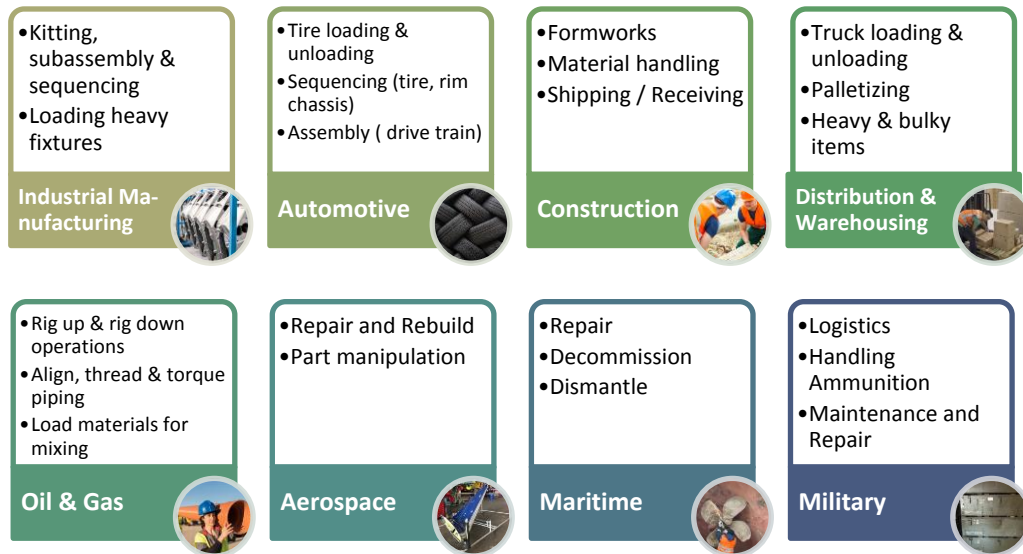 •Kitting,
subassembly &
sequencing
•Loading heavy
fixtures
Industrial Ma-
nufacturing
•Tire loading &
unloading
•Sequencing (tire, rim
chassis)
•Assembly ( drive train)
Automotive
•Formworks
•Material handling
•Shipping / Receiving
Construction
•Truck loading &
unloading
•Palletizing
•Heavy & bulky
items
Distribution &
Warehousing
•Rig up & rig down
operations
•Align, thread & torque
piping
•Load materials for
mixing
Oil & Gas
•Repair and Rebuild
•Part manipulation
Aerospace
•Repair
•Decommission
•Dismantle
Maritime
•Logistics
•Handling
Ammunition
•Maintenance and
Repair
Military